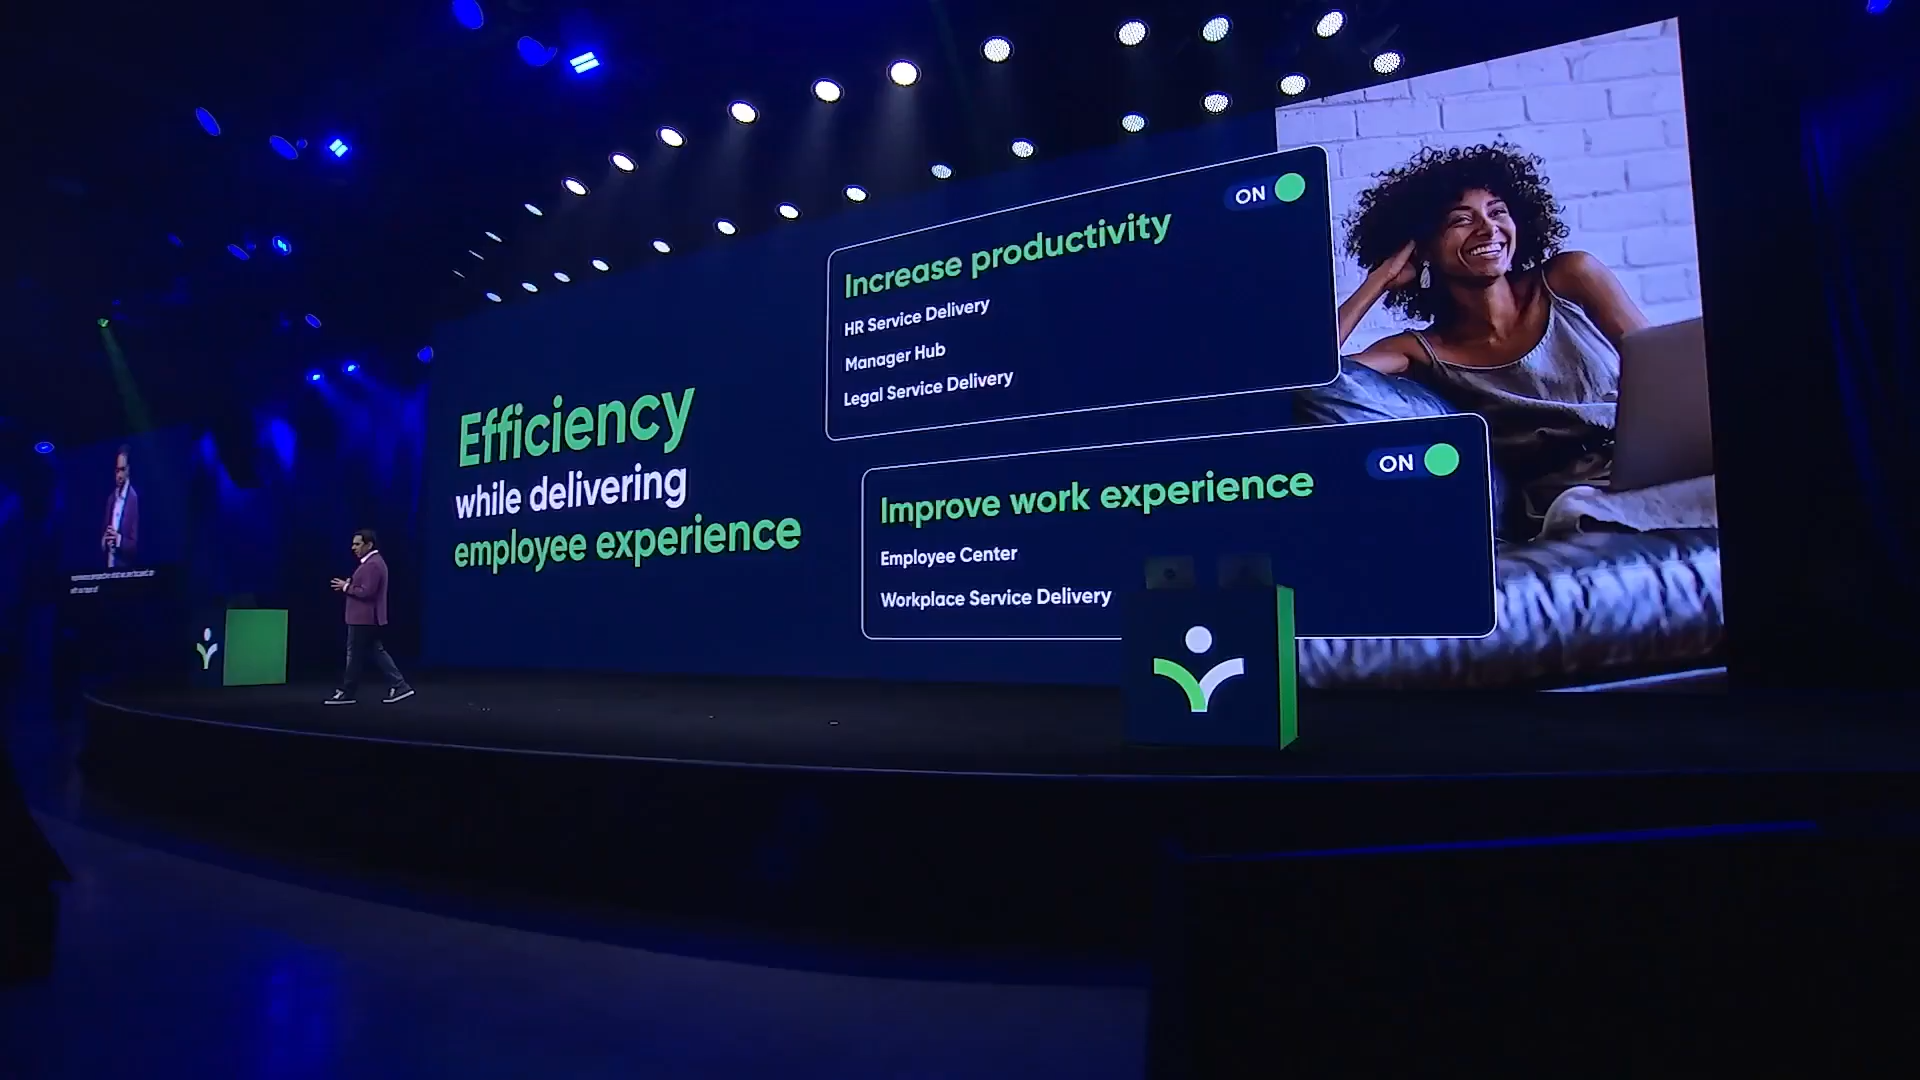 Efficiency
while delivering
employee experience
ON
Increase productivity
HR Service Delivery
Manager Hub
Legal Service Delivery
ON
Improve work experience
Employee Center
Workplace Service Delivery